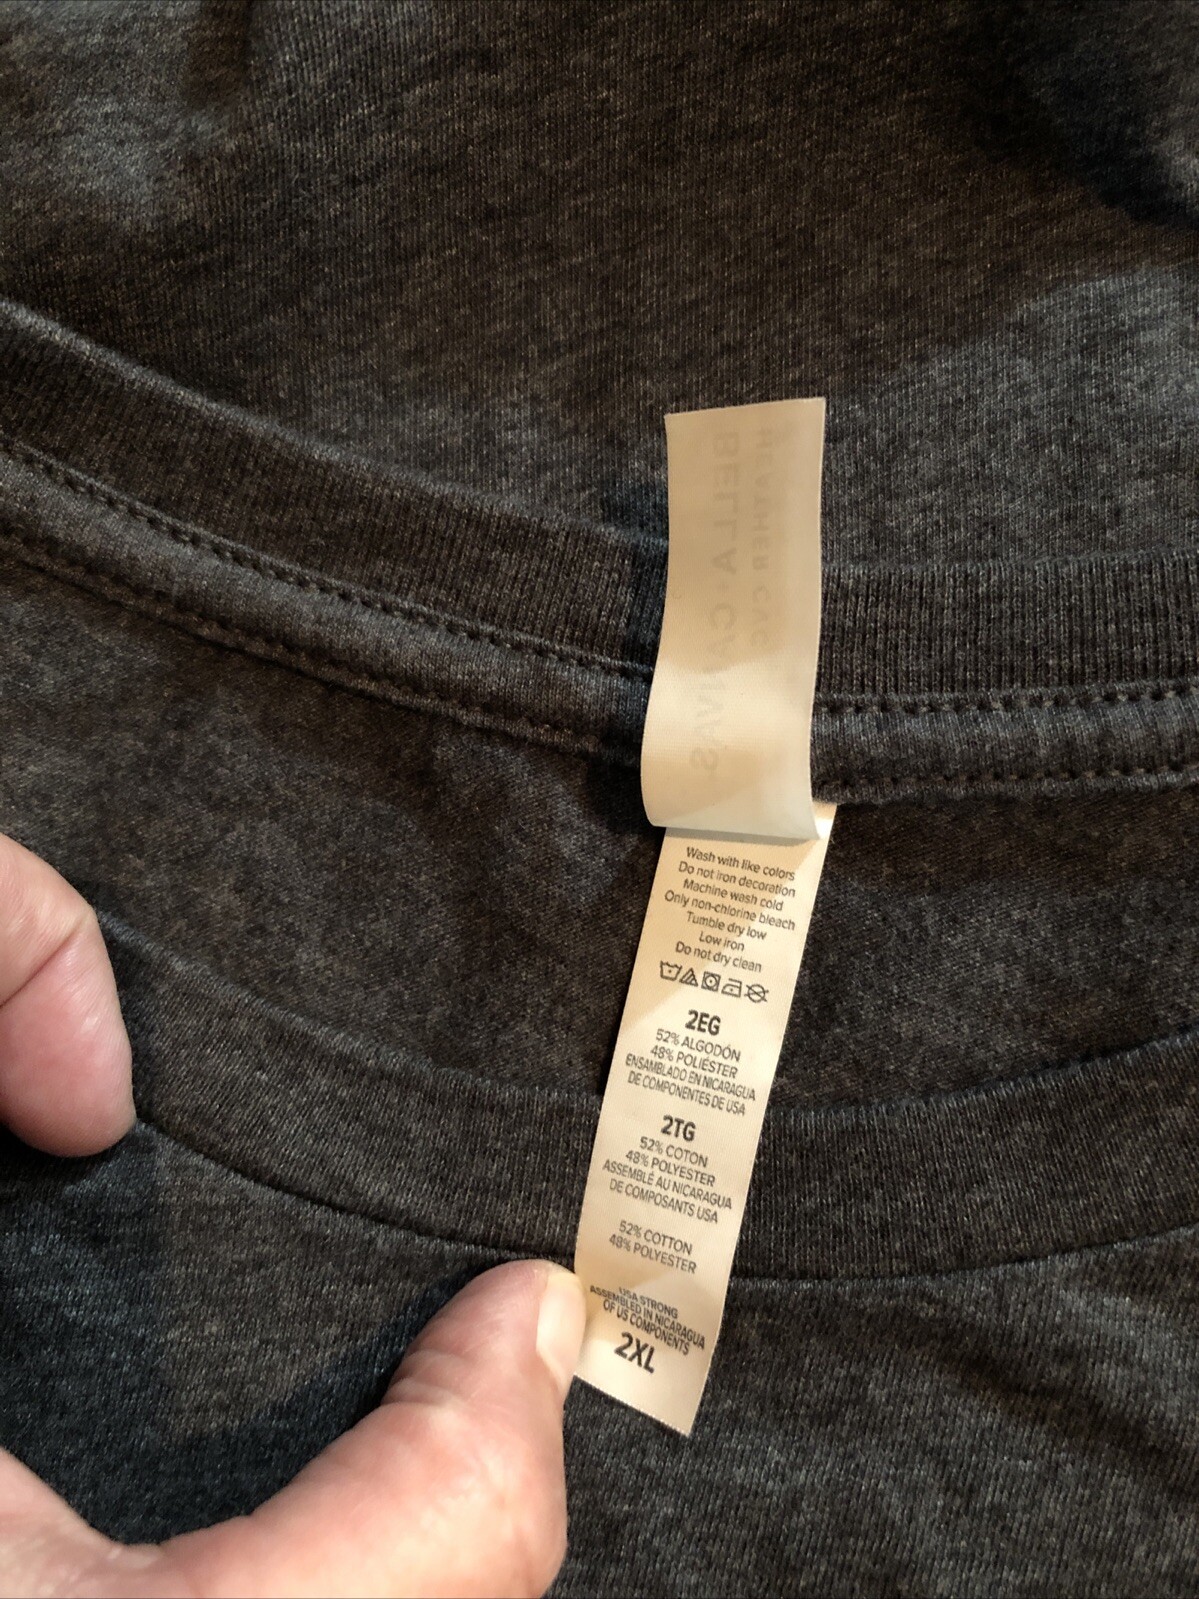 HEATHER CVC
BELLA+CANVAS.
Wash with like colors
Do not iron decoration
Machine wash cold
Only non-chlorine bleach
Tumble dry low
Low iron
Do not dry clean
2EG
52% ALGODÓN
48% POLIÉSTER
ENSAMBLADO EN NICARAGUA
DE COMPONENTES DE USA
2TG
52% COTON
48% POLYESTER
ASSEMBLÉ AU NICARAGUA
DE COMPOSANTS USA
52% COTTON
48% POLYESTER
USA STRONG
ASSEMBLED IN NICARAGUA
OF US COMPONENTS
2XL